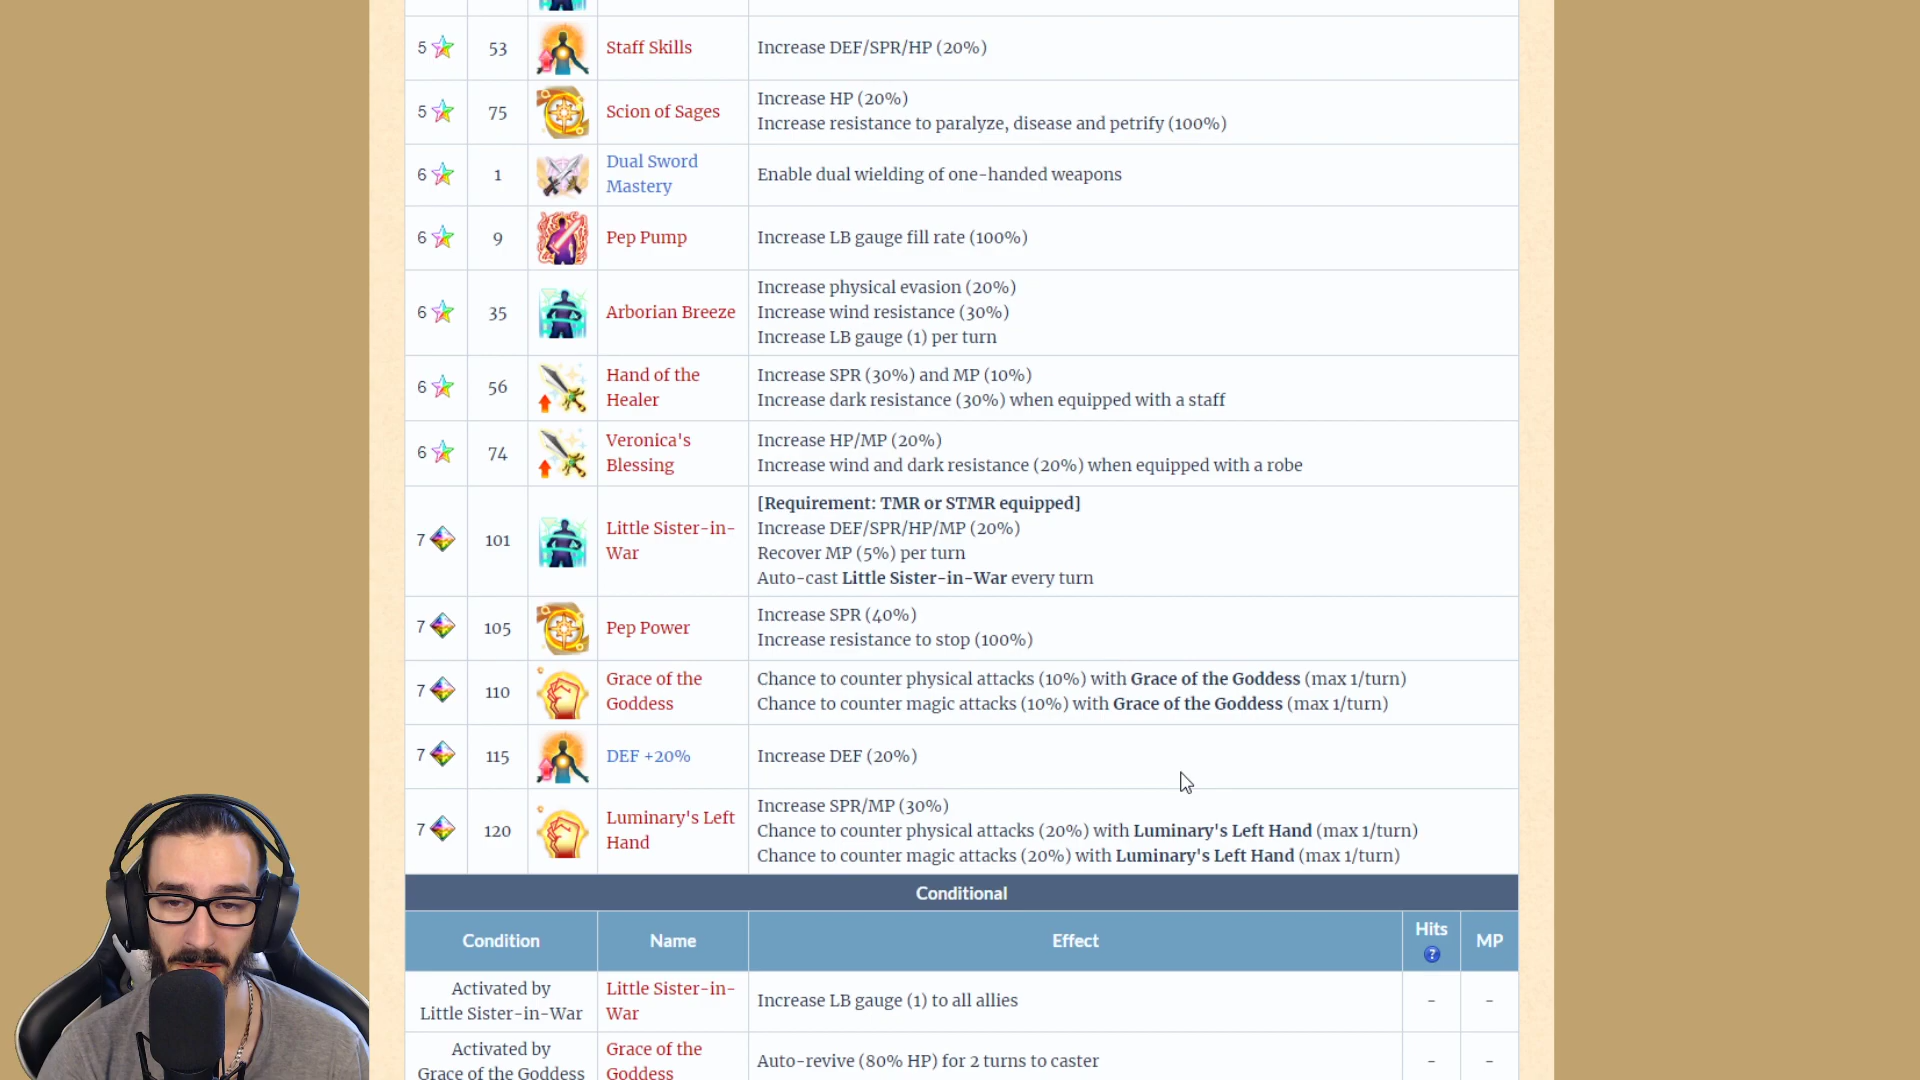 5 53 Staff Skills Increase DEF/SPR/HP (20%)
5 75 Scion of Sages Increase HP (20%)
Increase resistance to paralyze, disease and petrify (100%)
6 1 Dual Sword Mastery Enable dual wielding of one-handed weapons
6 9 Pep Pump Increase LB gauge fill rate (100%)
6 35 Arborian Breeze Increase physical evasion (20%)
Increase wind resistance (30%)
Increase LB gauge (1) per turn
6 56 Hand of the Healer Increase SPR (30%) and MP (10%)
Increase dark resistance (30%) when equipped with a staff
6 74 Veronica's Blessing Increase HP/MP (20%)
Increase wind and dark resistance (20%) when equipped with a robe
7 101 Little Sister-in-War [Requirement: TMR or STMR equipped]
Increase DEF/SPR/HP/MP (20%)
Recover MP (5%) per turn
Auto-cast Little Sister-in-War every turn
7 105 Pep Power Increase SPR (40%)
Increase resistance to stop (100%)
7 110 Grace of the Goddess Chance to counter physical attacks (10%) with Grace of the Goddess (max 1/turn)
Chance to counter magic attacks (10%) with Grace of the Goddess (max 1/turn)
7 115 DEF +20% Increase DEF (20%)
7 120 Luminary's Left Hand Increase SPR/MP (30%)
Chance to counter physical attacks (20%) with Luminary's Left Hand (max 1/turn)
Chance to counter magic attacks (20%) with Luminary's Left Hand (max 1/turn)
Conditional
Condition Name Effect Hits ? MP
Activated by Little Sister-in-War Little Sister-in-War Increase LB gauge (1) to all allies - -
Activated by Grace of the Goddess Grace of the Goddess Auto-revive (80% HP) for 2 turns to caster - -